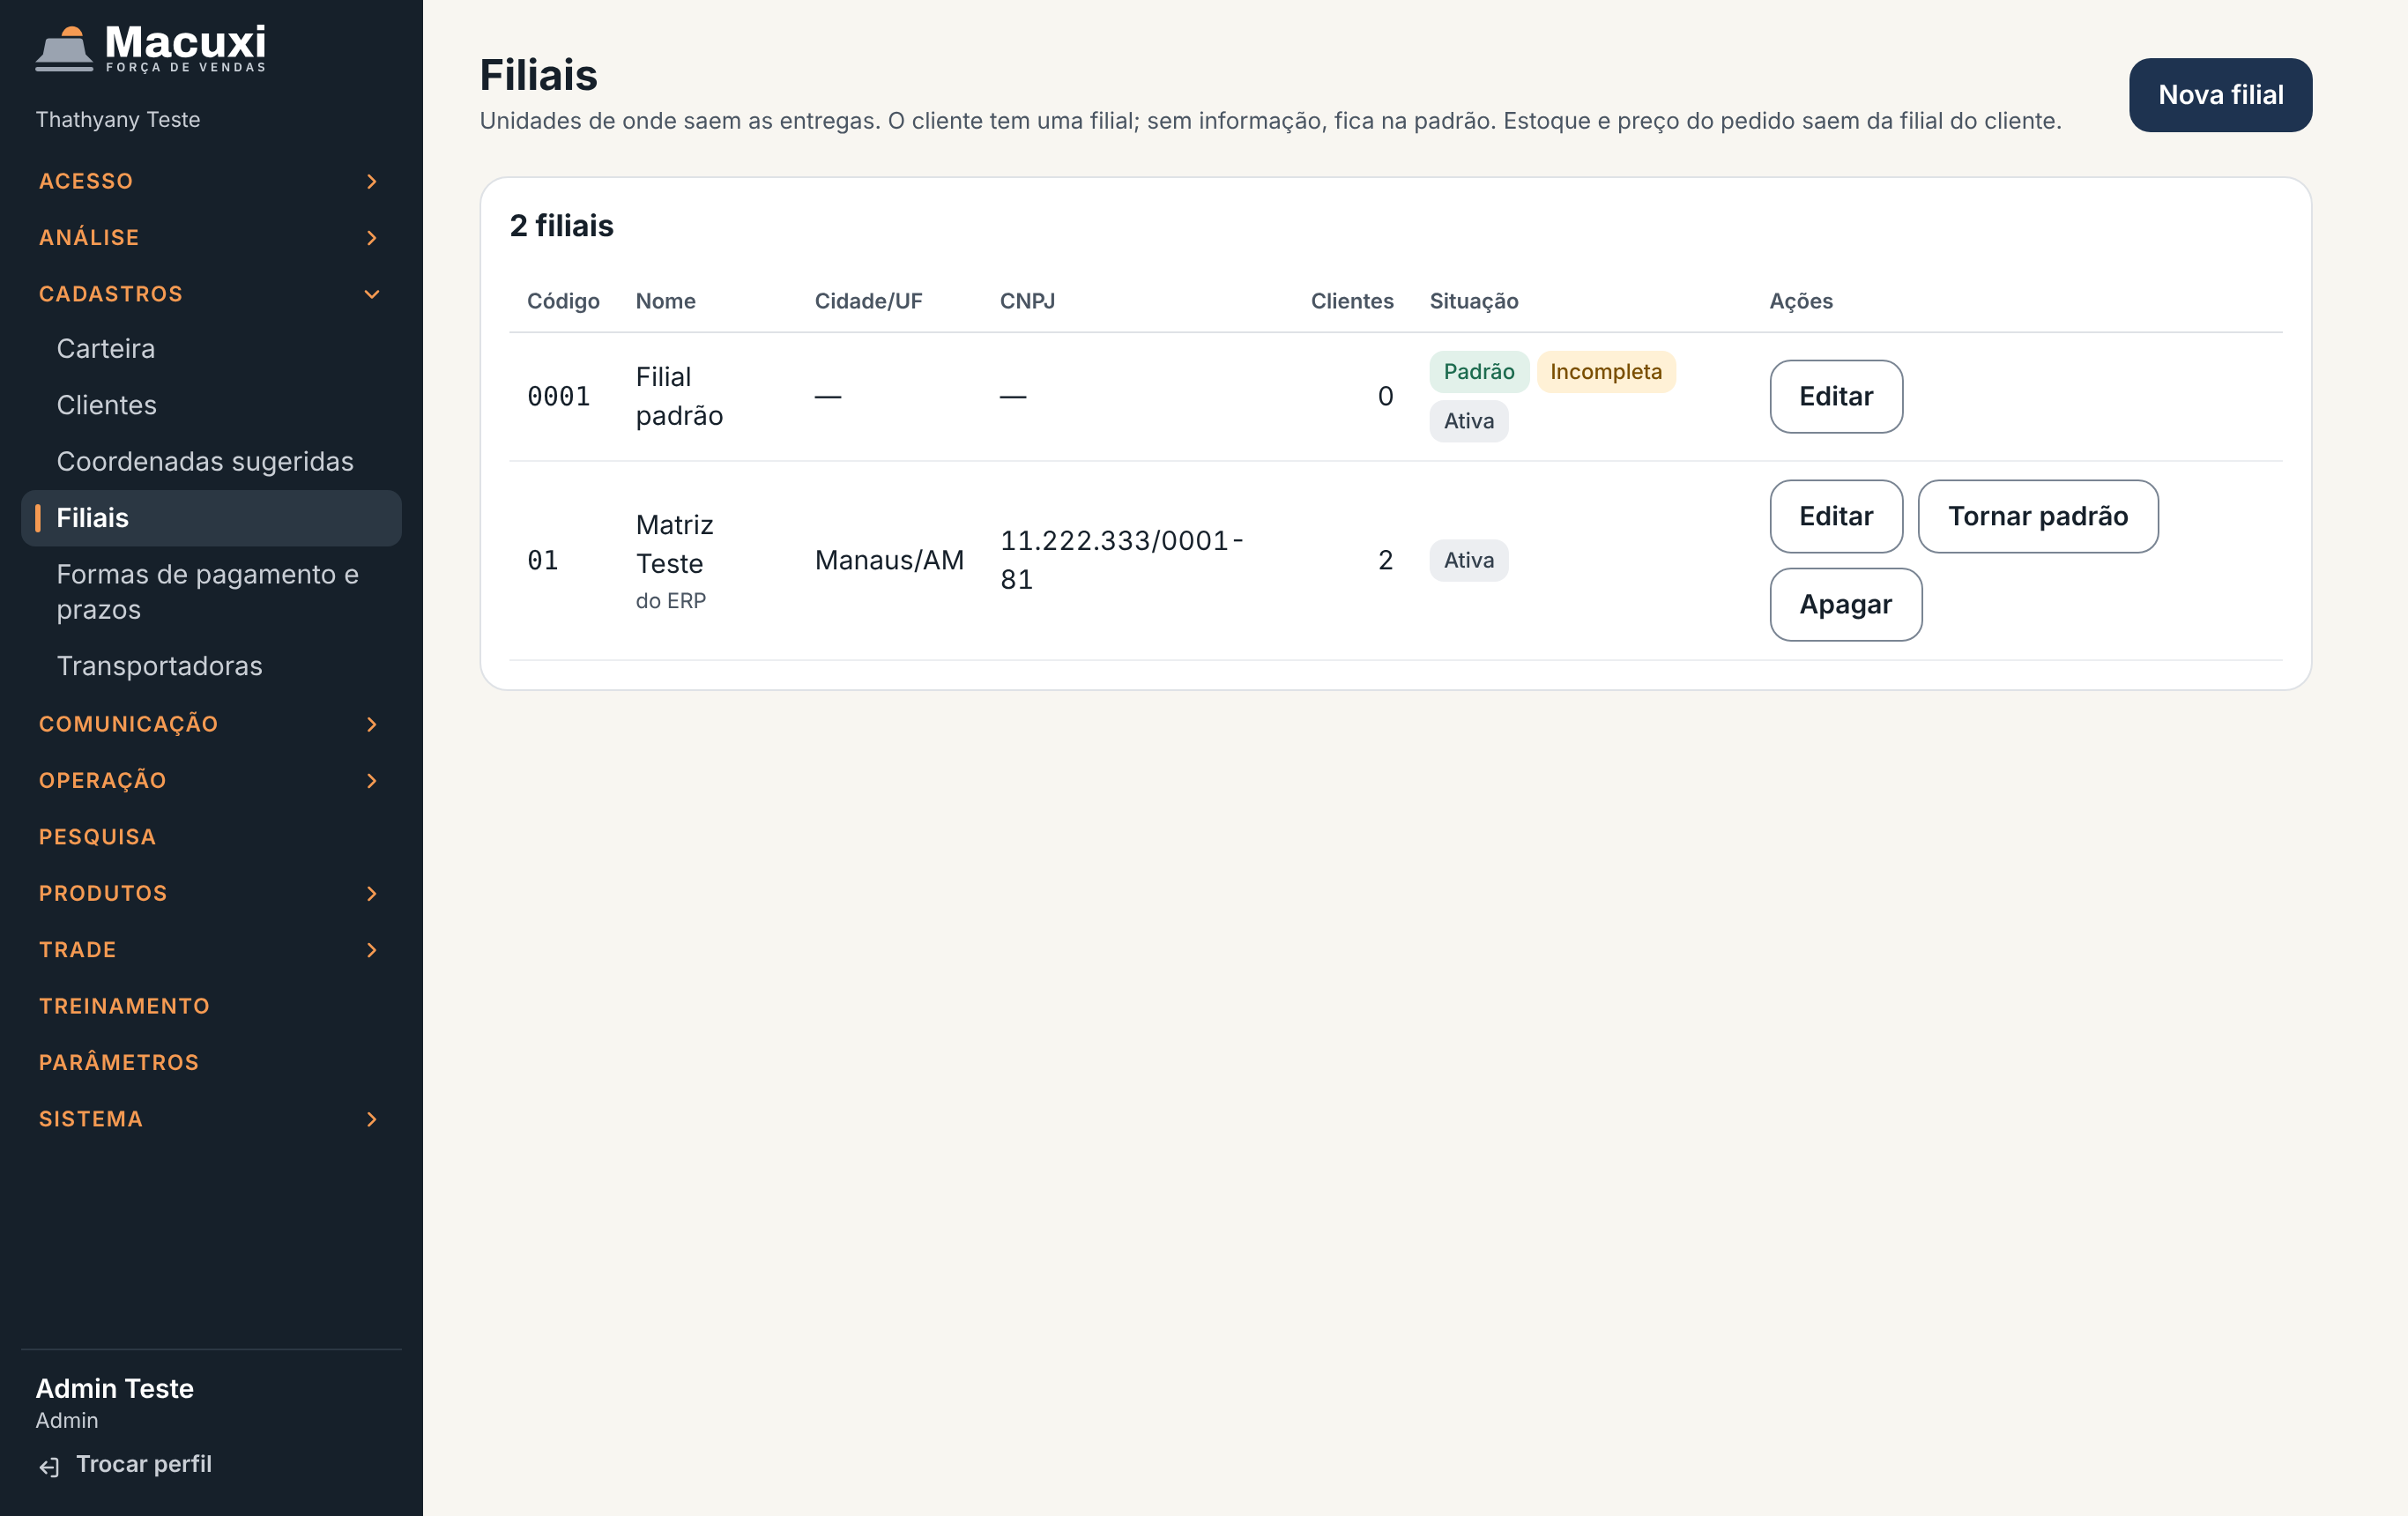 Macuxi
FORÇA DE VENDAS
Thathyany Teste
ACESSO
ANÁLISE
CADASTROS
Carteira
Clientes
Coordenadas sugeridas
Filiais
Formas de pagamento e
prazos
Transportadoras
COMUNICAÇÃO
OPERAÇÃO
PESQUISA
PRODUTOS
TRADE
TREINAMENTO
PARÂMETROS
SISTEMA
Admin Teste
Admin
Trocar perfil
Filiais
Unidades de onde saem as entregas. O cliente tem uma filial; sem informação, fica na padrão. Estoque e preço do pedido saem da filial do cliente.
Nova filial
2 filiais
Código Nome Cidade/UF CNPJ Clientes Situação Ações
0001 Filial padrão — — 0 Padrão Incompleta Ativa Editar
01 Matriz Teste do ERP Manaus/AM 11.222.333/0001-81 2 Ativa Editar Tornar padrão Apagar